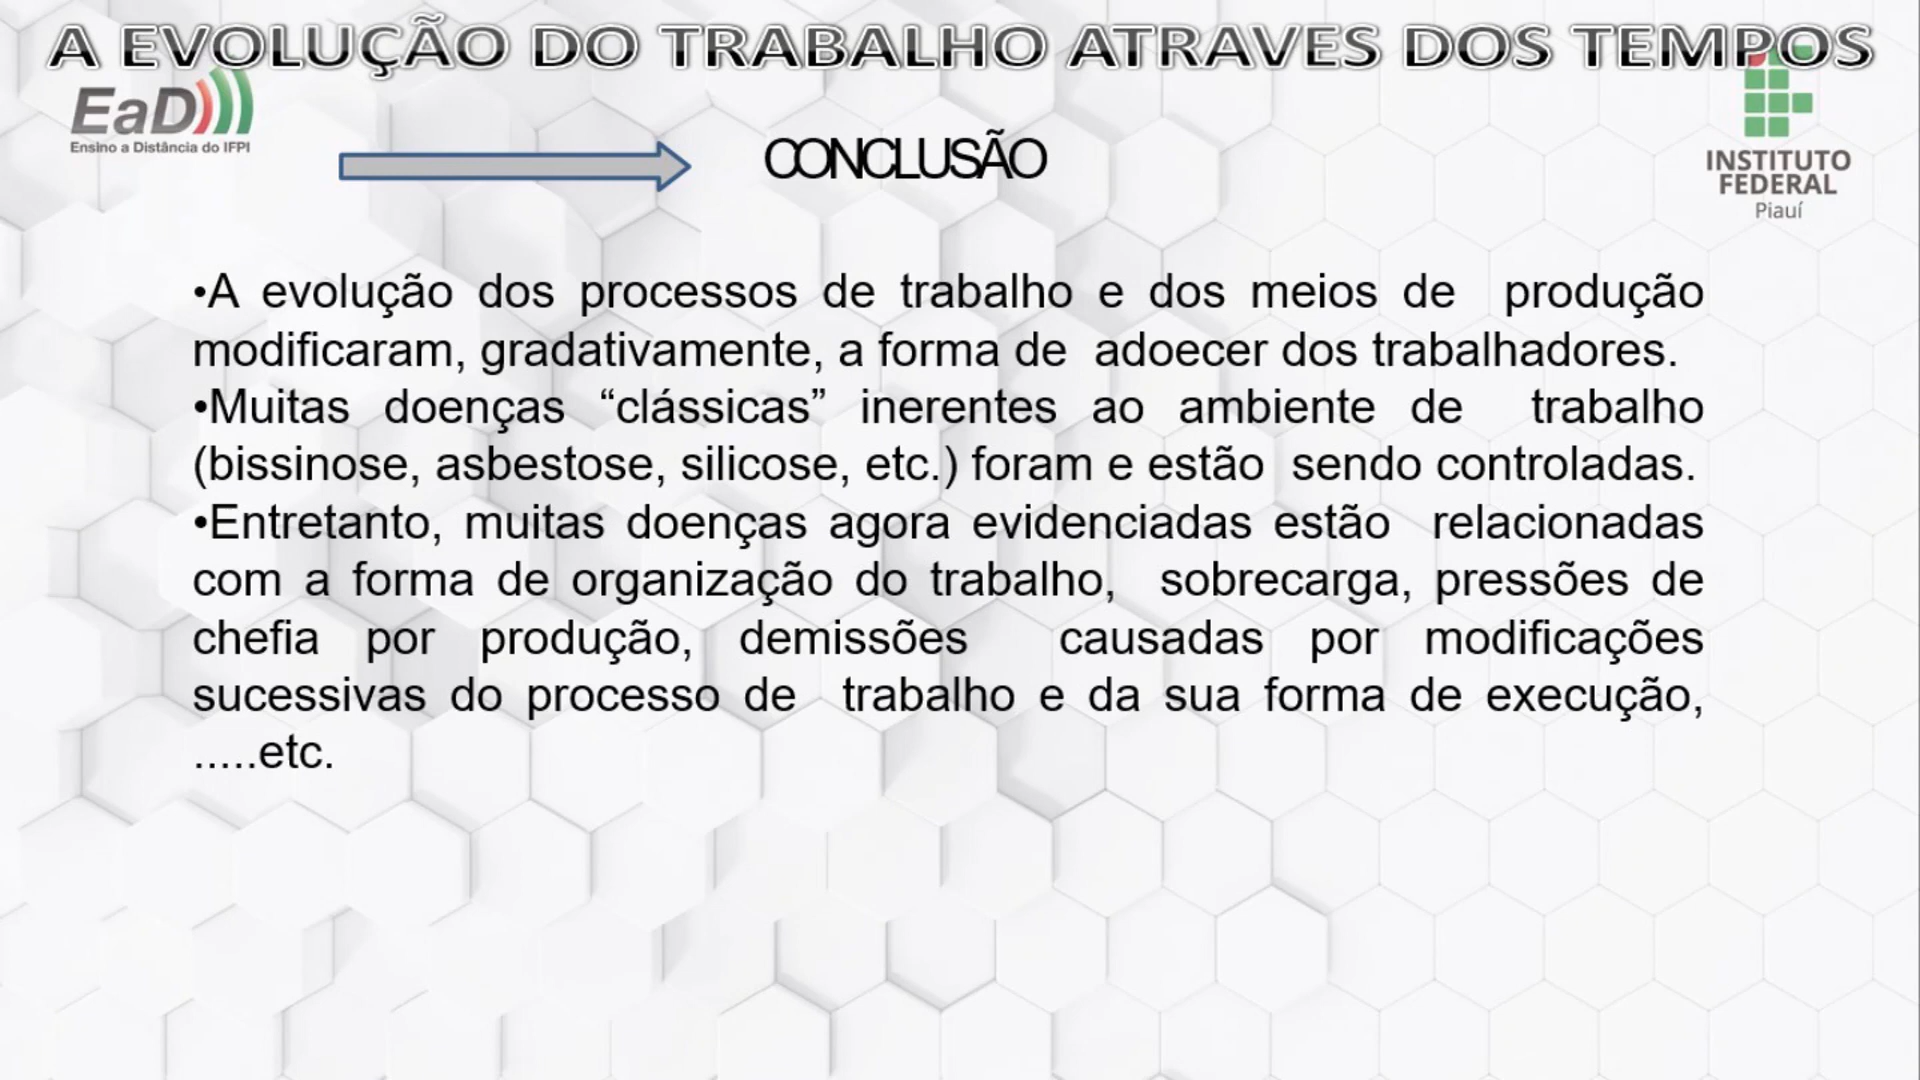 A EVOLUÇÃO DO TRABALHO ATRAVES DOS TEMPOS
EaD
Ensino a Distância do IFPI
CONCLUSÃO
INSTITUTO
FEDERAL
Piauí
•A evolução dos processos de trabalho e dos meios de produção
modificaram, gradativamente, a forma de adoecer dos trabalhadores.
•Muitas doenças “clássicas” inerentes ao ambiente de trabalho
(bissinose, asbestose, silicose, etc.) foram e estão sendo controladas.
•Entretanto, muitas doenças agora evidenciadas estão relacionadas
com a forma de organização do trabalho, sobrecarga, pressões de
chefia por produção, demissões causadas por modificações
sucessivas do processo de trabalho e da sua forma de execução,
.....etc.